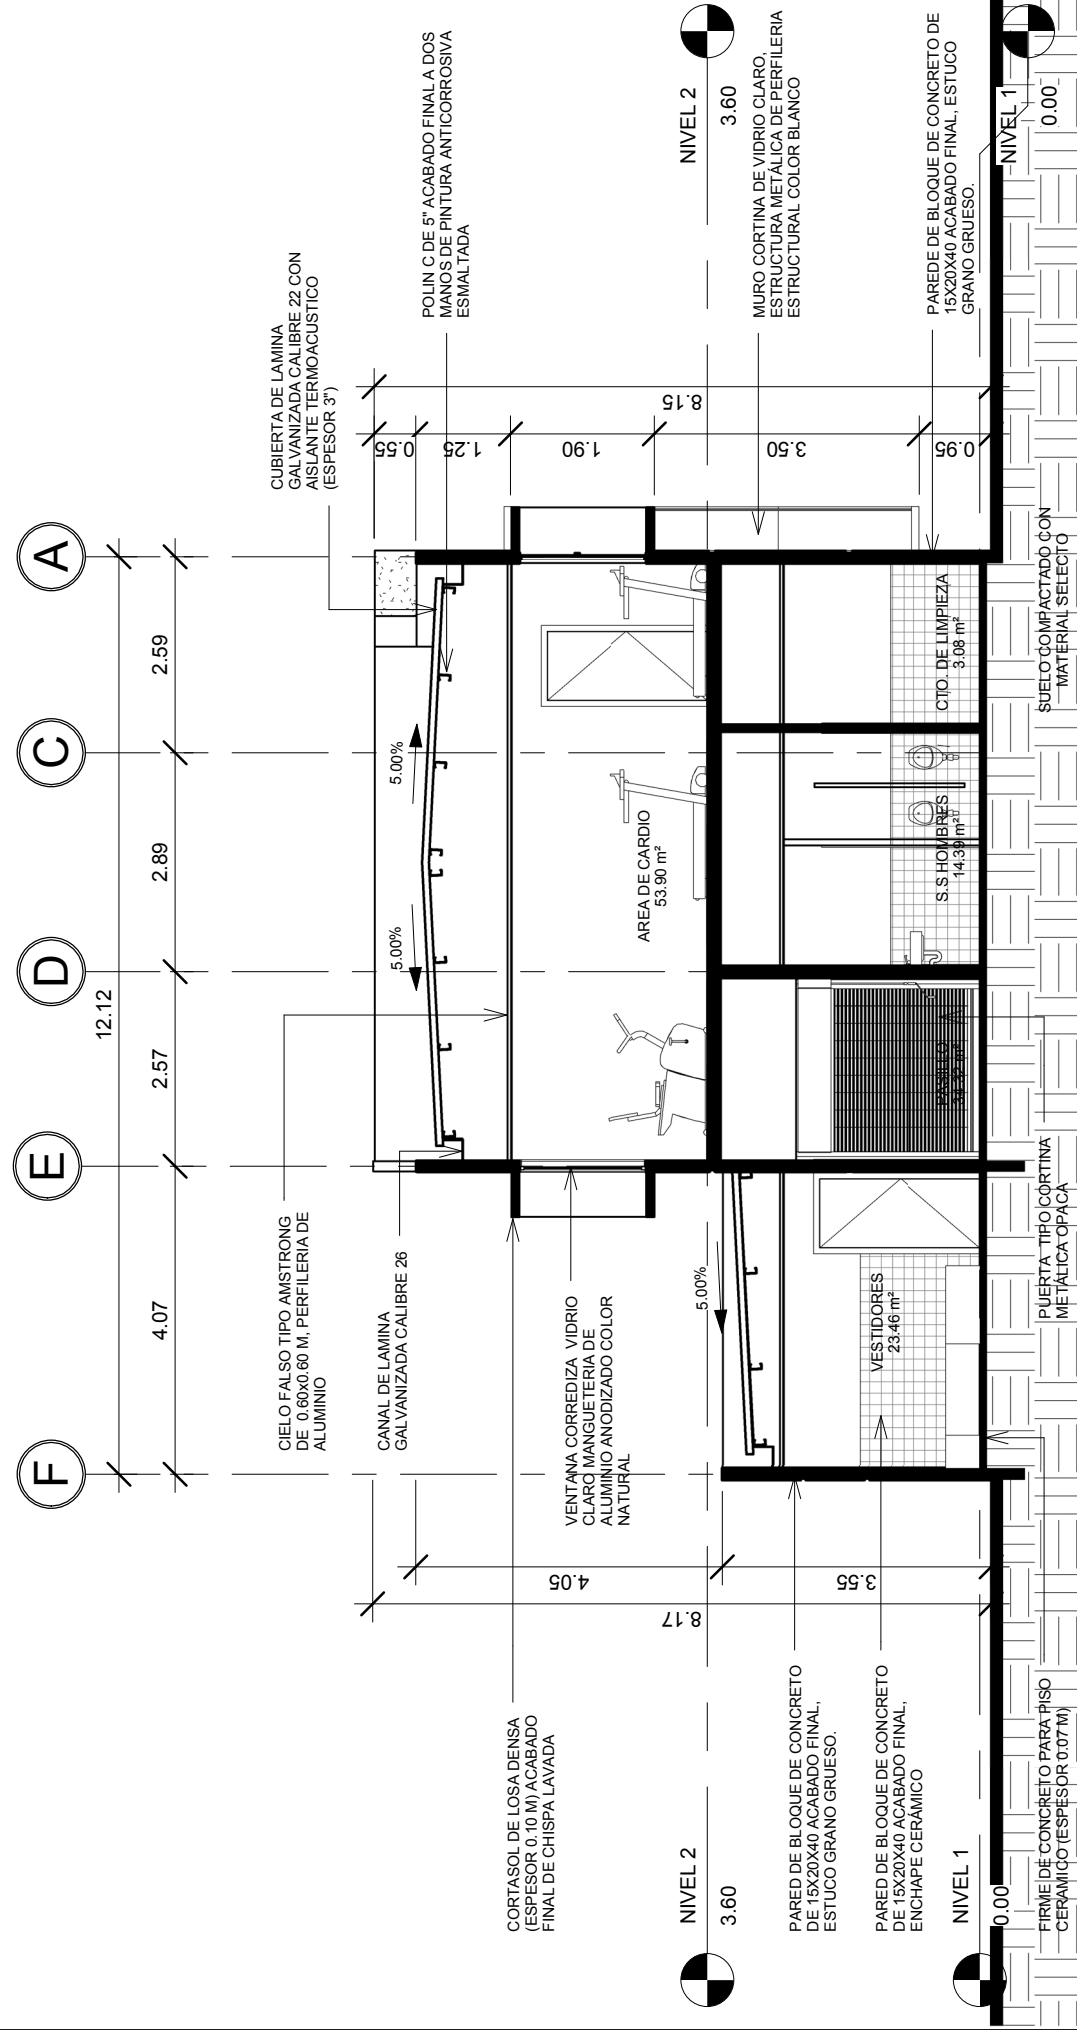 F
E
D
C
A
12.12
4.07
2.57
2.89
2.59
CIELO FALSO TIPO AMSTRONG
DE 0.60x0.60 M, PERFILERIA DE
ALUMINIO
CANAL DE LAMINA
GALVANIZADA CALIBRE 26
CUBIERTA DE LAMINA
GALVANIZADA CALIBRE 22 CON
AISLANTE TERMOACUSTICO
(ESPESOR 3")
POLIN C DE 5" ACABADO FINAL A DOS
MANOS DE PINTURA ANTICORROSIVA
ESMALTADA
5.00%
5.00%
5.00%
CORTASOL DE LOSA DENSA
(ESPESOR 0.10 M) ACABADO
FINAL DE CHISPA LAVADA
VENTANA CORREDIZA VIDRIO
CLARO MANGUETERIA DE
ALUMINIO ANODIZADO COLOR
NATURAL
8.17
4.05
3.55
0.55
1.25
1.90
3.50
0.95
8.15
AREA DE CARDIO
53.90 m²
NIVEL 2
3.60
NIVEL 2
3.60
MURO CORTINA DE VIDRIO CLARO,
ESTRUCTURA METÁLICA DE PERFILERIA
ESTRUCTURAL COLOR BLANCO
PARED DE BLOQUE DE CONCRETO
DE 15X20X40 ACABADO FINAL,
ESTUCO GRANO GRUESO.
PARED DE BLOQUE DE CONCRETO
DE 15X20X40 ACABADO FINAL,
ENCHAPE CERÁMICO
VESTIDORES
23.46 m²
PASILLO
34.32 m²
S.S HOMBRES
14.39 m²
CTO. DE LIMPIEZA
3.08 m²
PAREDE DE BLOQUE DE CONCRETO DE
15X20X40 ACABADO FINAL, ESTUCO
GRANO GRUESO.
NIVEL 1
0.00
NIVEL 1
0.00
FIRME DE CONCRETO PARA PISO
CERAMICO (ESPESOR 0.07 M)
PUERTA TIPO CORTINA
METÁLICA OPACA
SUELO COMPACTADO CON
MATERIAL SELECTO